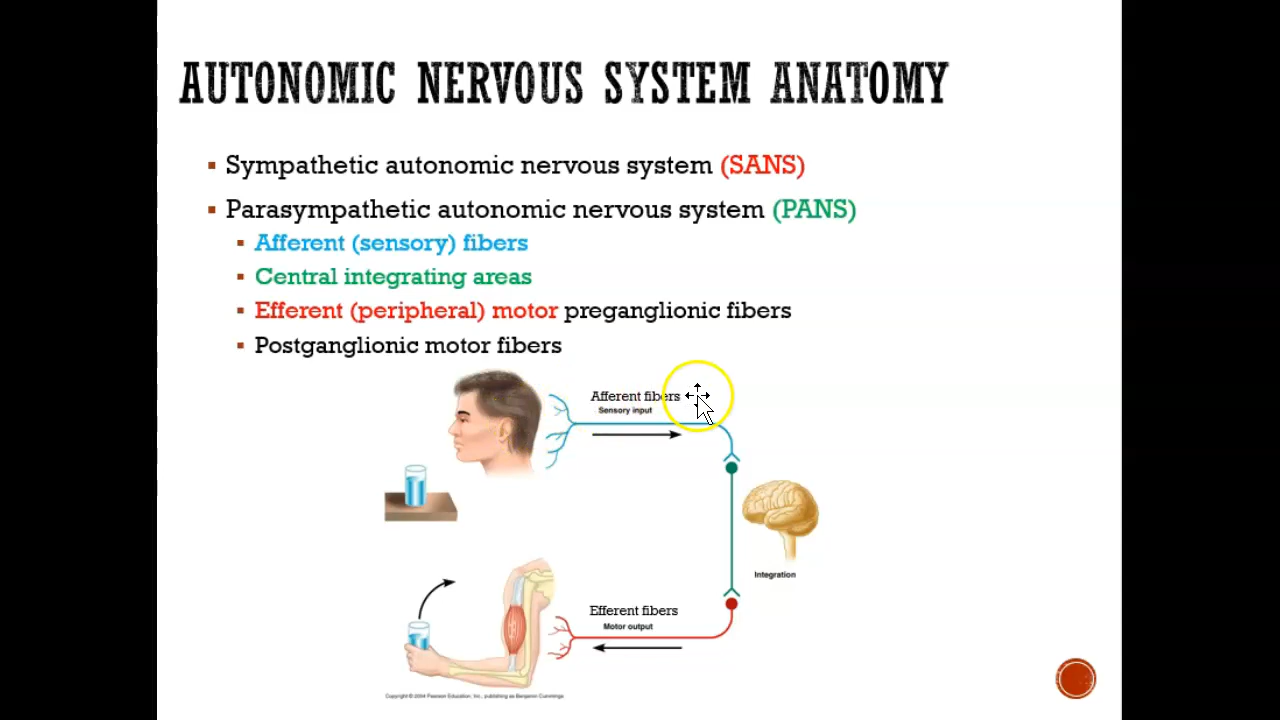 AUTONOMIC NERVOUS SYSTEM ANATOMY
Sympathetic autonomic nervous system (SANS)
Parasympathetic autonomic nervous system (PANS)
Afferent (sensory) fibers
Central integrating areas
Efferent (peripheral) motor preganglionic fibers
Postganglionic motor fibers
Afferent fibers
Sensory input
Integration
Efferent fibers
Motor output
Copyright © 2004 Pearson Education, Inc., publishing as Benjamin Cummings